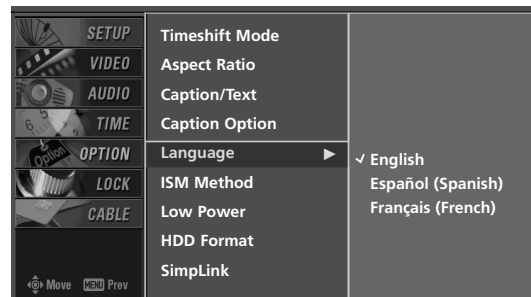 SETUP
VIDEO
AUDIO
TIME
Option OPTION
LOCK
CABLE
Move MENU Prev
Timeshift Mode
Aspect Ratio
Caption/Text
Caption Option
Language
ISM Method
Low Power
HDD Format
SimpLink
English
Español (Spanish)
Français (French)